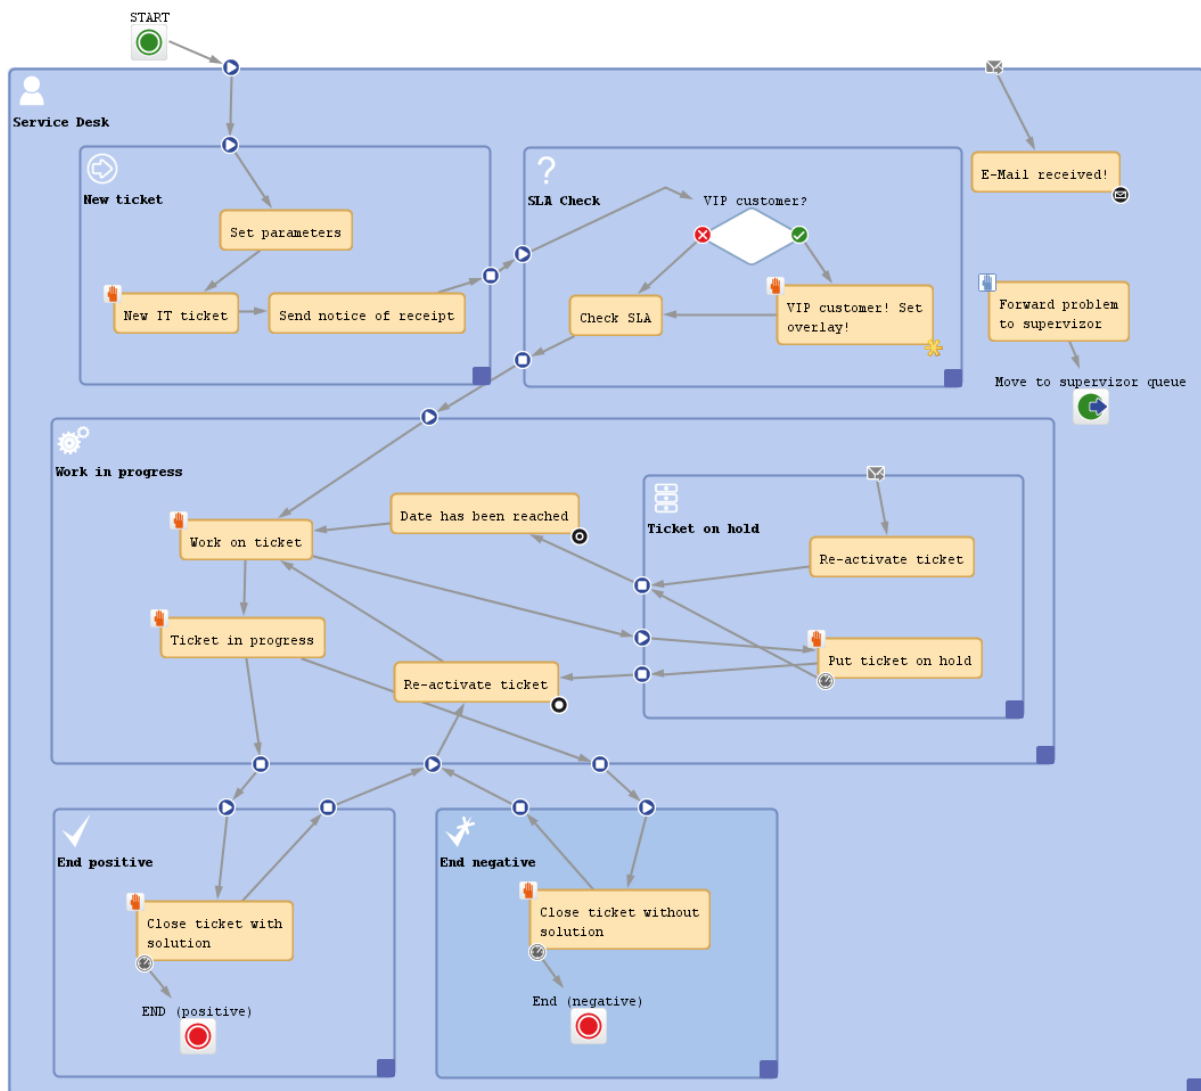 START
Service Desk
New ticket
Set parameters
New IT ticket
Send notice of receipt
SLA Check
VIP customer?
Check SLA
VIP customer! Set
overlay!
E-Mail received!
Forward problem
to supervizor
Move to supervizor queue
Work in progress
Work on ticket
Date has been reached
Ticket in progress
Re-activate ticket
Ticket on hold
Re-activate ticket
Put ticket on hold
End positive
Close ticket with
solution
END (positive)
End negative
Close ticket without
solution
End (negative)